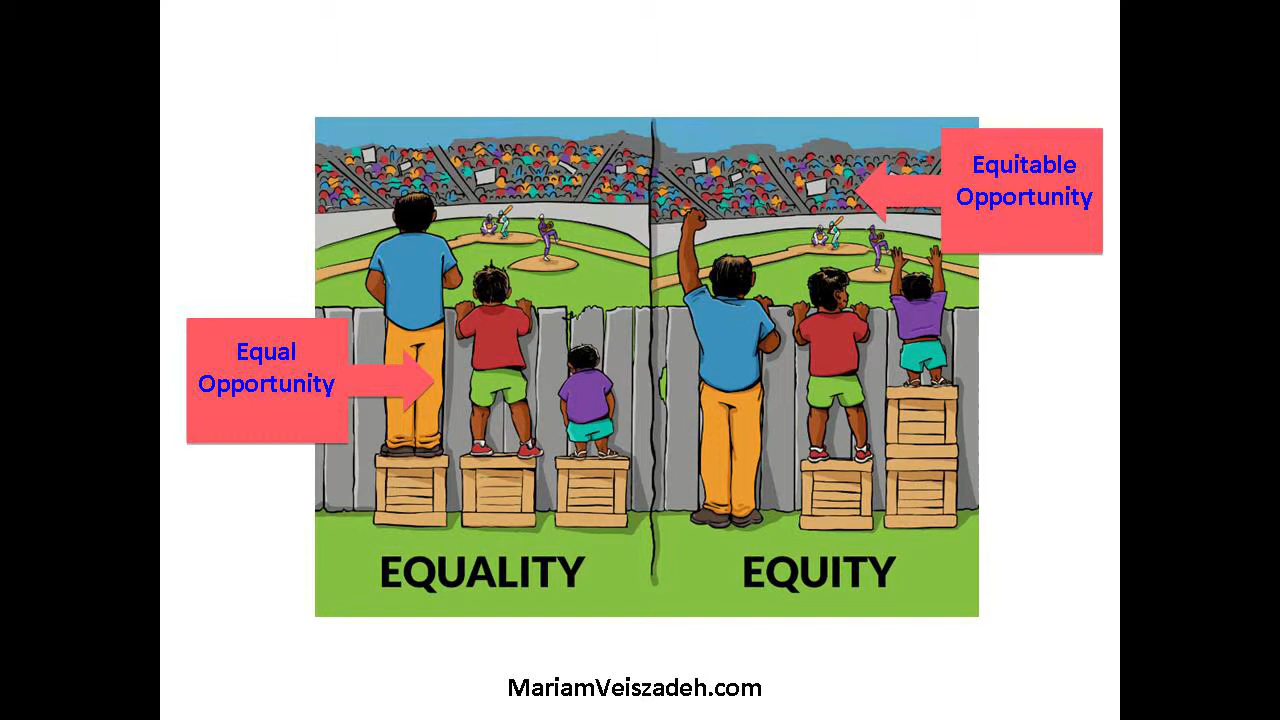 Equitable
Opportunity
Equal
Opportunity
EQUALITY
EQUITY
MariamVeiszadeh.com